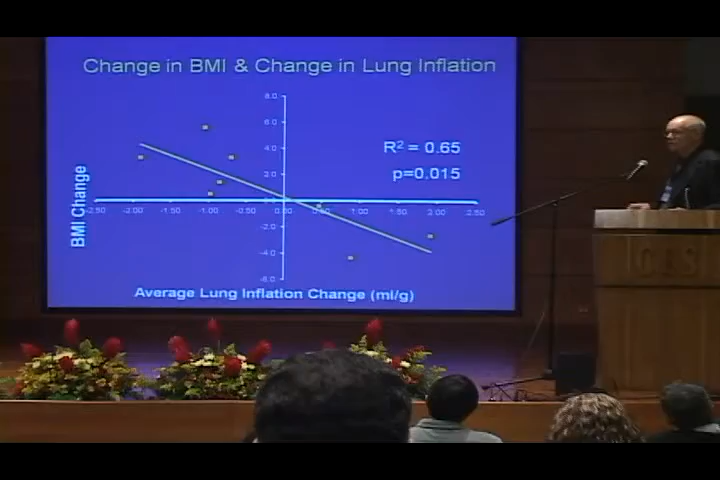 Change in BMI & Change in Lung Inflation
8.0
6.0
R² = 0.65
4.0
p=0.015
2.0
BMI Change
-2.50 -2.00 -1.50 -1.00 -0.50 0.00 1.00 1.50 2.00 2.50
-2.0
-4.0
-6.0
Average Lung Inflation Change (ml/g)